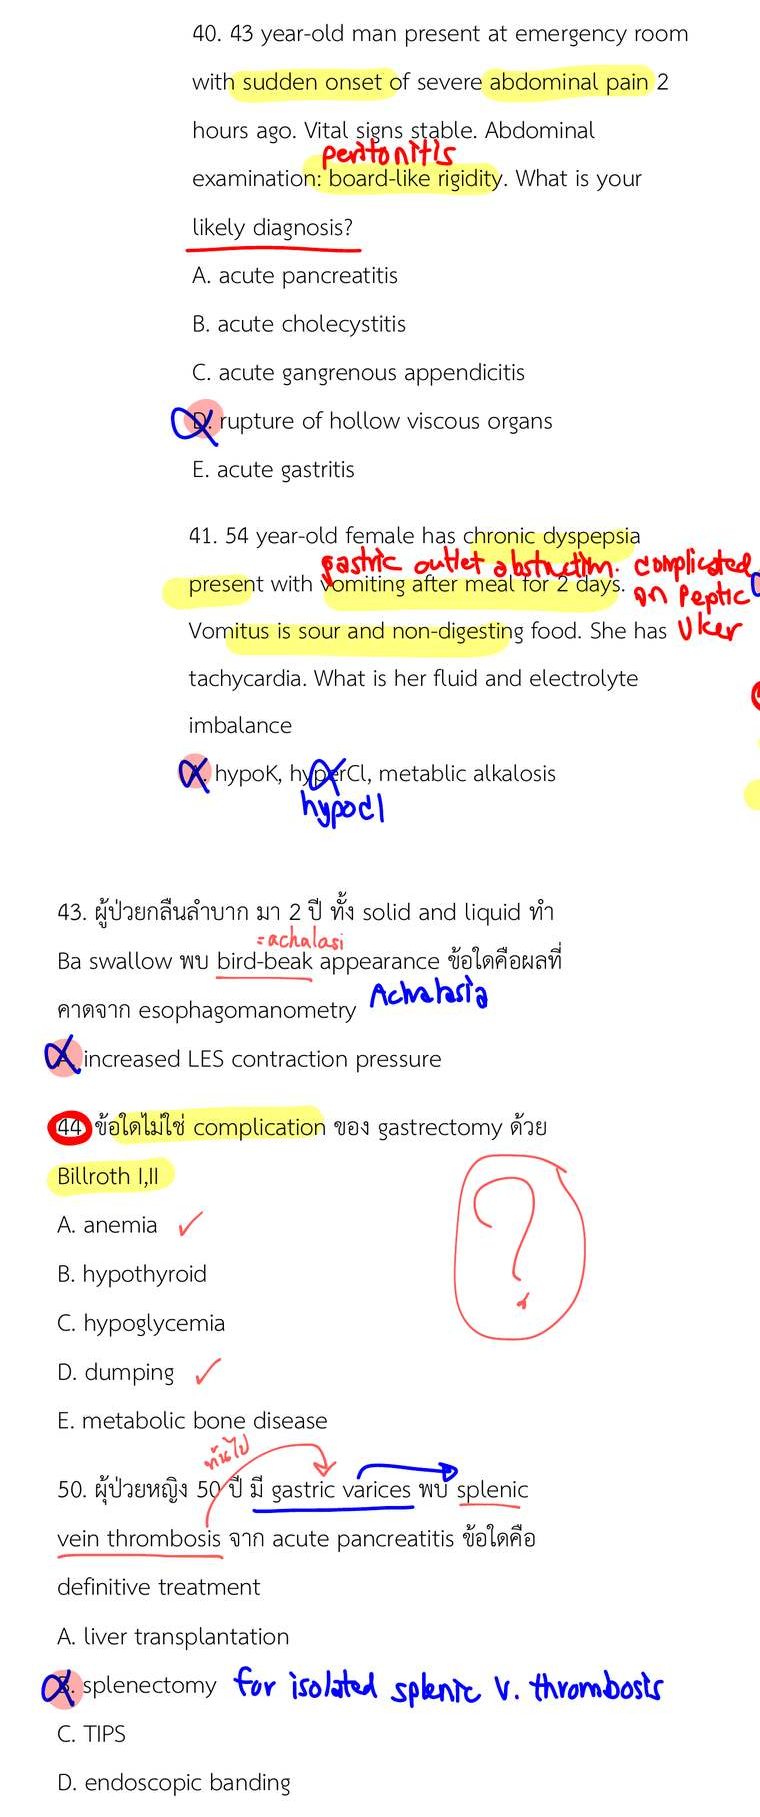 40. 43 year-old man present at emergency room
with sudden onset of severe abdominal pain 2
hours ago. Vital signs stable. Abdominal
peritonitis
examination: board-like rigidity. What is your
likely diagnosis?
A. acute pancreatitis
B. acute cholecystitis
C. acute gangrenous appendicitis
D. rupture of hollow viscous organs
E. acute gastritis
41. 54 year-old female has chronic dyspepsia
gastric outlet obstruction. complicated
present with vomiting after meal for 2 days.
on Peptic
Vomitus is sour and non-digesting food. She has
Ulcer
tachycardia. What is her fluid and electrolyte
imbalance
A. hypoK, hyperCl, metablic alkalosis
hypoCl
43. ผู้ป่วยกลืนลำบาก มา 2 ปี ทั้ง solid and liquid ทำ
=achalasi
Ba swallow พบ bird-beak appearance ข้อใดคือผลที่
Achalasia
คาดจาก esophagomanometry
A. increased LES contraction pressure
44. ข้อใดไม่ใช่ complication ของ gastrectomy ด้วย
Billroth I,II
?
A. anemia ✓
B. hypothyroid
C. hypoglycemia
D. dumping ✓
E. metabolic bone disease
50. ผู้ป่วยหญิง 50 ปี มี gastric varices พบ splenic
vein thrombosis จาก acute pancreatitis ข้อใดคือ
definitive treatment
A. liver transplantation
B. splenectomy for isolated splenic v. thrombosis
C. TIPS
D. endoscopic banding